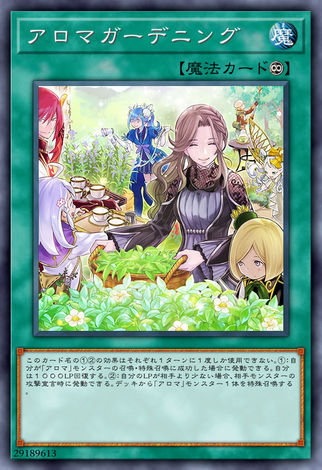 アロマガーデニング
魔
【魔法カード】
このカード名の①②の効果はそれぞれ1ターンに1度しか使用できない。①:自
分が「アロマ」モンスターの召喚・特殊召喚に成功した場合に発動できる。自分
は1000LP回復する。②:自分のLPが相手より少ない場合、相手モンスターの
攻撃宣言時に発動できる。デッキから「アロマ」モンスター1体を特殊召喚する
。
29189613